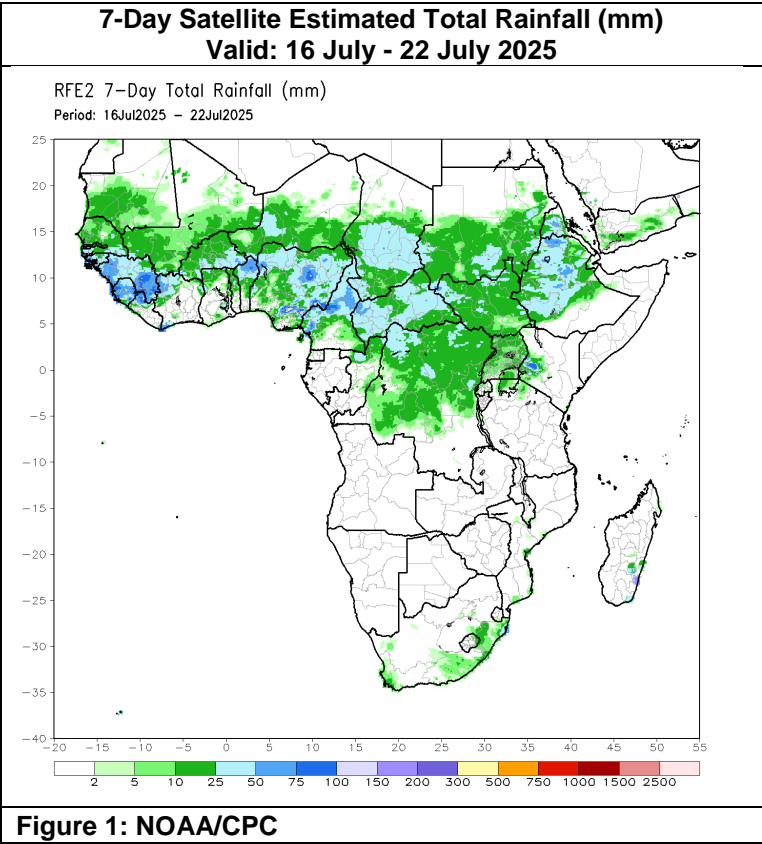 7-Day Satellite Estimated Total Rainfall (mm)
Valid: 16 July - 22 July 2025
RFE2 7-Day Total Rainfall (mm)
Period: 16Jul2025 – 22Jul2025
25
20
15
10
5
0
−5
−10
−15
−20
−25
−30
−35
−40
−20 −15 −10 −5 0 5 10 15 20 25 30 35 40 45 50 55
2 5 10 25 50 75 100 150 200 300 500 750 1000 1500 2500
Figure 1: NOAA/CPC